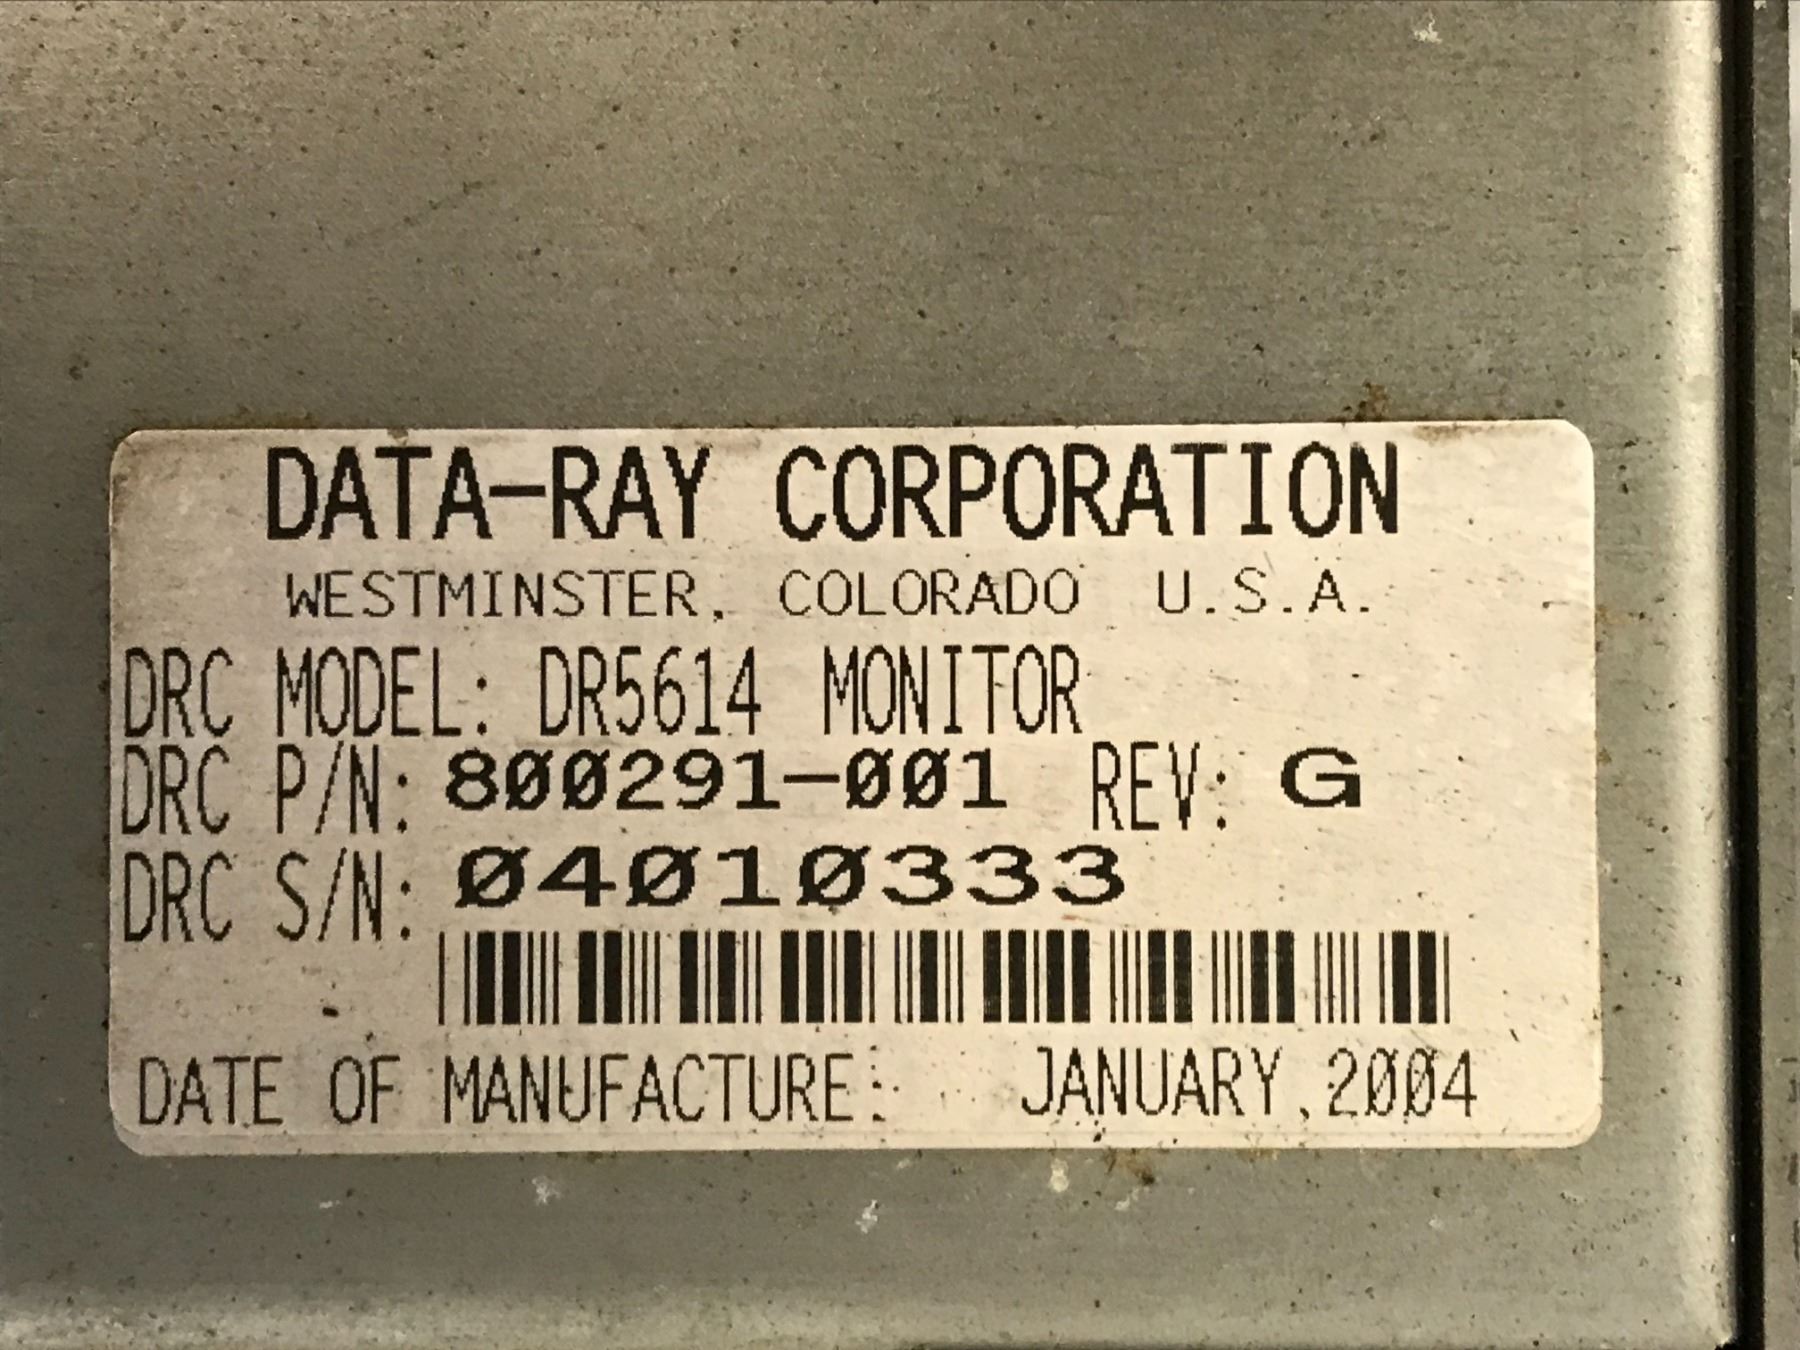 DATA-RAY CORPORATION
WESTMINSTER, COLORADO U.S.A.
DRC MODEL: DR5614 MONITOR
DRC P/N: 800291-001 REV: G
DRC S/N: 04010333
DATE OF MANUFACTURE: JANUARY,2004